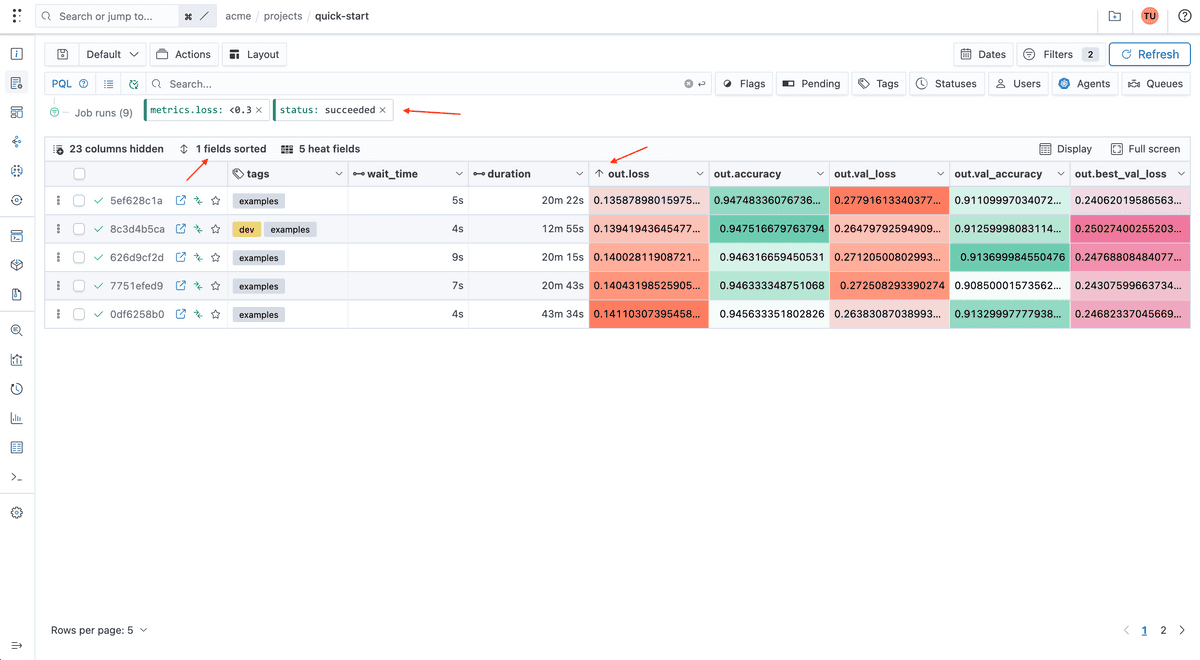 Search or jump to... ⌘ / acme / projects / quick-start TU
Default Actions Layout Dates Filters 2 Refresh
PQL Search... Flags Pending Tags Statuses Users Agents Queues
Job runs (9) metrics.loss: <0.3 × status: succeeded ×
23 columns hidden 1 fields sorted 5 heat fields Display Full screen
tags wait_time duration out.loss out.accuracy out.val_loss out.val_accuracy out.best_val_loss
5ef628c1a examples 5s 20m 22s 0.13587898015975... 0.94748336076736... 0.27791613340377... 0.91109997034072... 0.24062019586563...
8c3d4b5ca dev examples 4s 12m 55s 0.13941943645477... 0.947516679763794 0.26479792594909... 0.91259998083114... 0.25027400255203...
626d9cf2d examples 9s 20m 15s 0.14002811908721... 0.946316659450531 0.27120500802993... 0.913699984550476 0.24768808484077...
7751efed9 examples 7s 20m 43s 0.14043198525905... 0.946333348751068 0.272508293390274 0.90850001573562... 0.24307599663734...
0df6258b0 examples 4s 43m 34s 0.14110307395458... 0.945633351802826 0.26383087038993... 0.91329997777938... 0.24682337045669...
Rows per page: 5 1 2